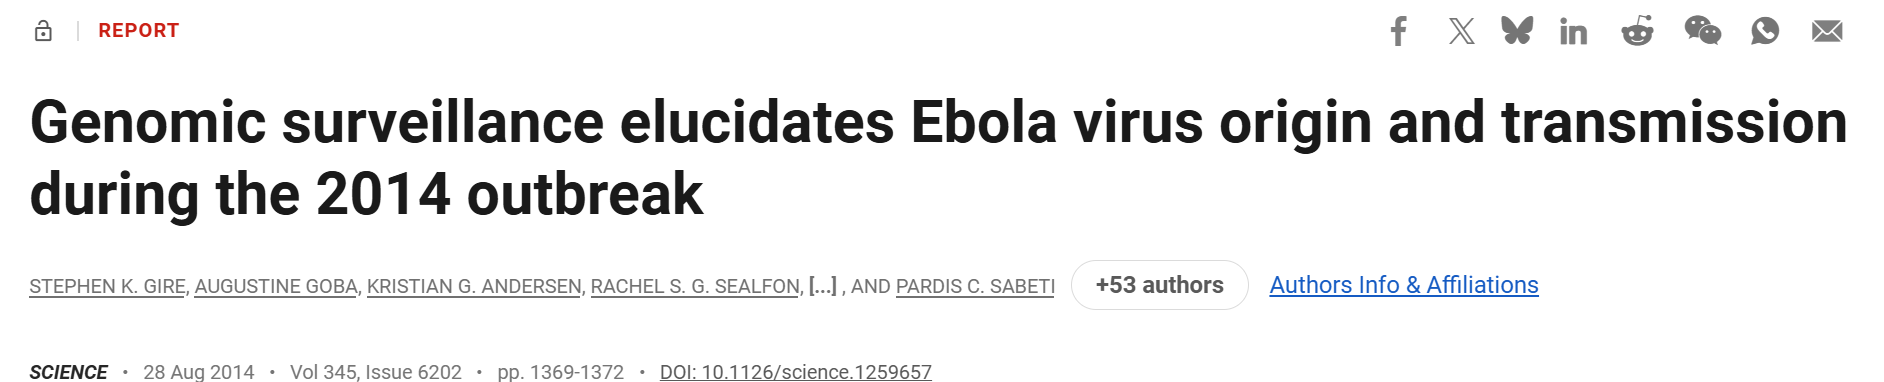 REPORT
Genomic surveillance elucidates Ebola virus origin and transmission
during the 2014 outbreak
STEPHEN K. GIRE, AUGUSTINE GOBA, KRISTIAN G. ANDERSEN, RACHEL S. G. SEALFON, [...] , AND PARDIS C. SABETI +53 authors Authors Info & Affiliations
SCIENCE • 28 Aug 2014 • Vol 345, Issue 6202 • pp. 1369-1372 • DOI: 10.1126/science.1259657